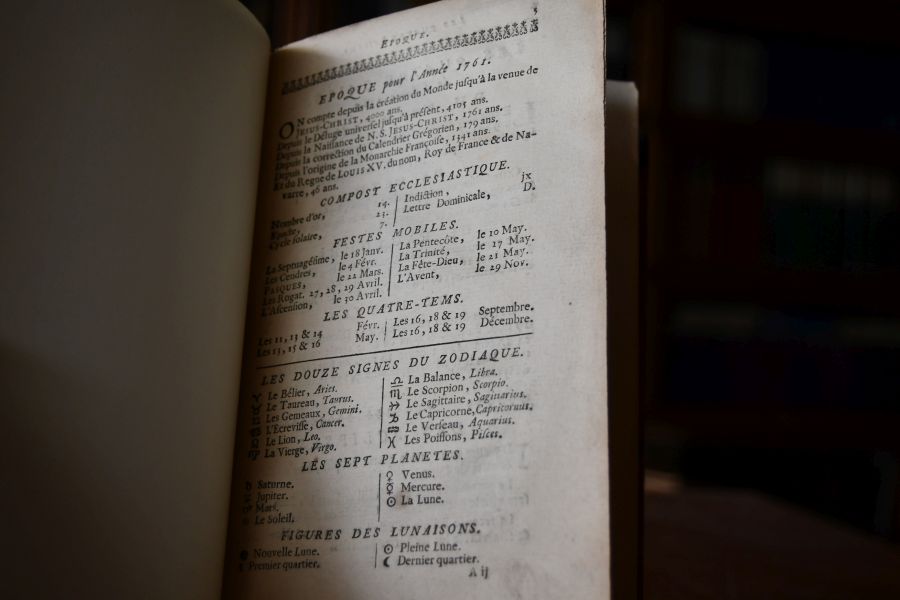 EPOQUE. 3
EPOQUE pour l'Année 1761.
ON compte depuis la création du Monde jusqu'à la venue de
JESUS-CHRIST, 4000 ans.
Depuis le Déluge universel jusqu'à présent, 4105 ans.
Depuis la Naissance de N. S. JESUS-CHRIST, 1761 ans.
Depuis la correction du Calendrier Grégorien, 179 ans.
Depuis l'origine de la Monarchie Françoise, 1341 ans.
Et du Regne de LOUIS XV. du nom, Roy de France & de Na-
varre, 46 ans.
COMPOST ECCLESIASTIQUE.
Nombre d'or, 14.
Epacte, 23.
Cycle solaire, 7.
Indiction, jx
Lettre Dominicale, D.
FESTES MOBILES.
La Septuagésime, le 18 Janv.
Les Cendres, le 4 Févr.
PASQUES, le 22 Mars.
Les Rogat. 27, 28, 29 Avril.
L'Ascension, le 30 Avril.
La Pentecôte, le 10 May.
La Trinité, le 17 May.
La Fête-Dieu, le 21 May.
L'Avent, le 29 Nov.
LES QUATRE-TEMS.
Les 11, 13 & 14 Févr.
Les 13, 15 & 16 May.
Les 16, 18 & 19 Septembre.
Les 16, 18 & 19 Décembre.
LES DOUZE SIGNES DU ZODIAQUE.
♈ Le Bélier, Aries.
♉ Le Taureau, Taurus.
♊ Les Gemeaux, Gemini.
♋ L'Ecrevisse, Cancer.
♌ Le Lion, Leo.
♍ La Vierge, Virgo.
♎ La Balance, Libra.
♏ Le Scorpion, Scorpio.
♐ Le Sagittaire, Sagittarius.
♑ Le Capricorne, Capricornus.
♒ Le Verseau, Aquarius.
♓ Les Poissons, Pisces.
LES SEPT PLANETES.
♄ Saturne.
♃ Jupiter.
♂ Mars.
Le Soleil.
♀ Venus.
☿ Mercure.
☉ La Lune.
FIGURES DES LUNAISONS.
Nouvelle Lune.
Premier quartier.
☉ Pleine Lune.
☾ Dernier quartier.
A ij